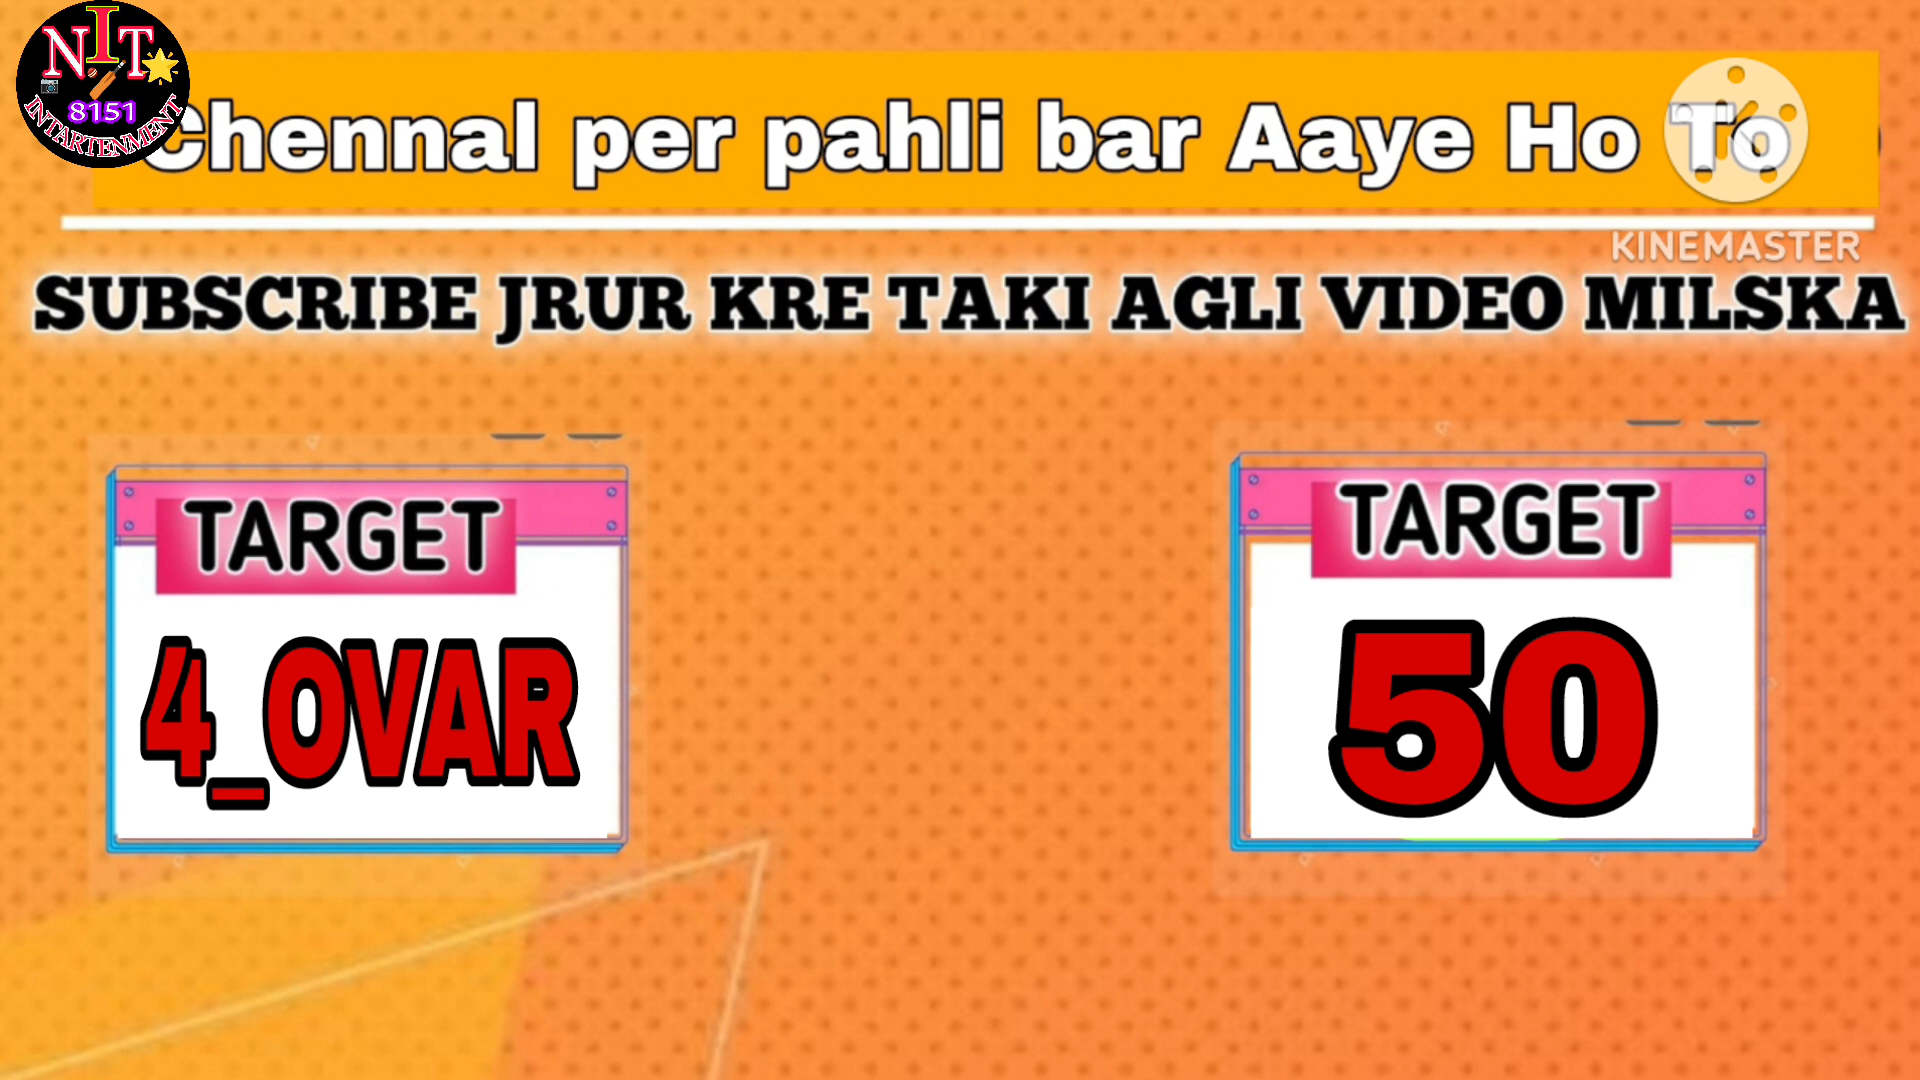 NIT
8151
INTARTENMENT
Chennal per pahli bar Aaye Ho To
KINEMASTER
SUBSCRIBE JRUR KRE TAKI AGLI VIDEO MILSKA
TARGET
4_OVAR
TARGET
50